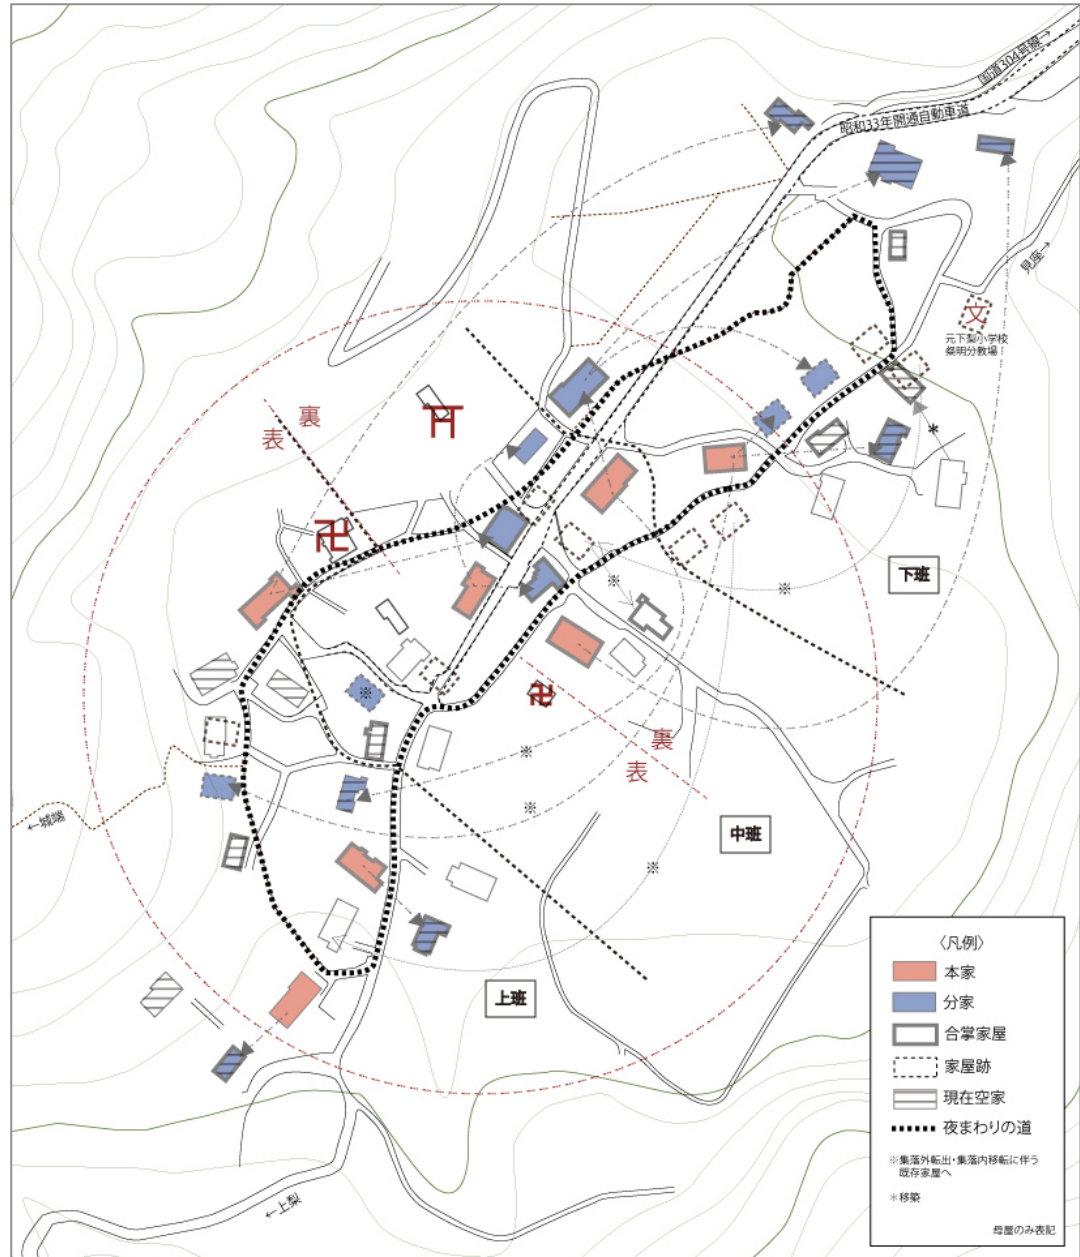 国道304号線→
昭和33年開通自動車道
見座→
文
元下梨小学校
梨明分教場
裏
表
卍
下班
※
※
※
卍
裏
表
※
※
※
＊
←城端
中班
上班
←上梨
〈凡例〉
本家
分家
合掌家屋
家屋跡
現在空家
夜まわりの道
※集落外転出・集落内移転に伴う
既存家屋へ
＊移築
母屋のみ表記